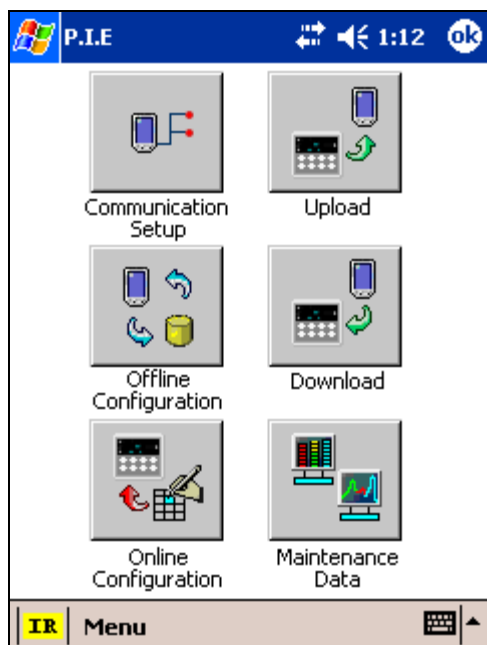 P.I.E 1:12 ok
Communication
Setup
Upload
Offline
Configuration
Download
Online
Configuration
Maintenance
Data
IR Menu